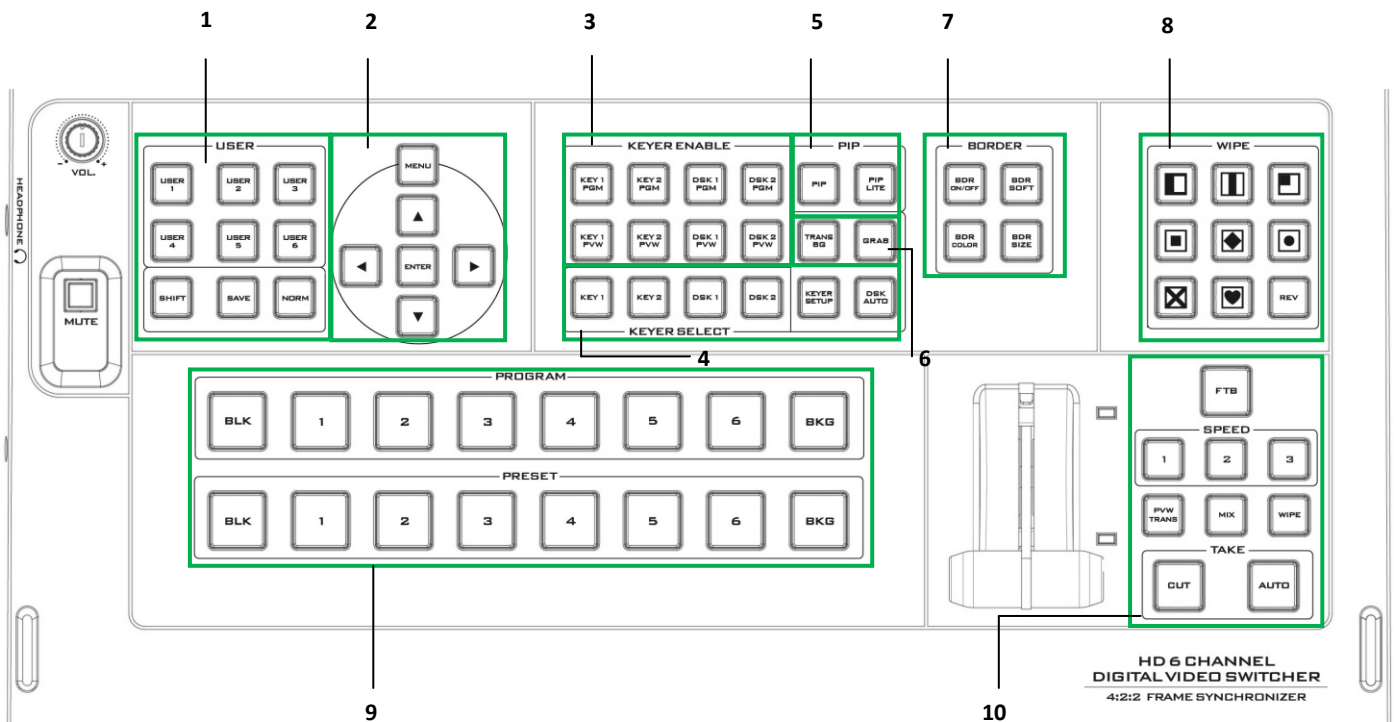 1 2 3 5 7 8
VOL.
HEADPHONE
MUTE
USER
USER 1 USER 2 USER 3
USER 4 USER 5 USER 6
SHIFT SAVE NORM
MENU
ENTER
KEYER ENABLE
KEY 1 PGM KEY 2 PGM DSK 1 PGM DSK 2 PGM
KEY 1 PVW KEY 2 PVW DSK 1 PVW DSK 2 PVW
KEY 1 KEY 2 DSK 1 DSK 2
KEYER SELECT
PIP
PIP PIP LITE
TRANS BG GRAB
KEYER SETUP DSK AUTO
4 6
BORDER
BDR ON/OFF BDR SOFT
BDR COLOR BDR SIZE
WIPE
REV
PROGRAM
BLK 1 2 3 4 5 6 BKG
PRESET
BLK 1 2 3 4 5 6 BKG
FTB
SPEED
1 2 3
PVW TRANS MIX WIPE
TAKE
CUT AUTO
HD 6 CHANNEL
DIGITAL VIDEO SWITCHER
4:2:2 FRAME SYNCHRONIZER
9 10